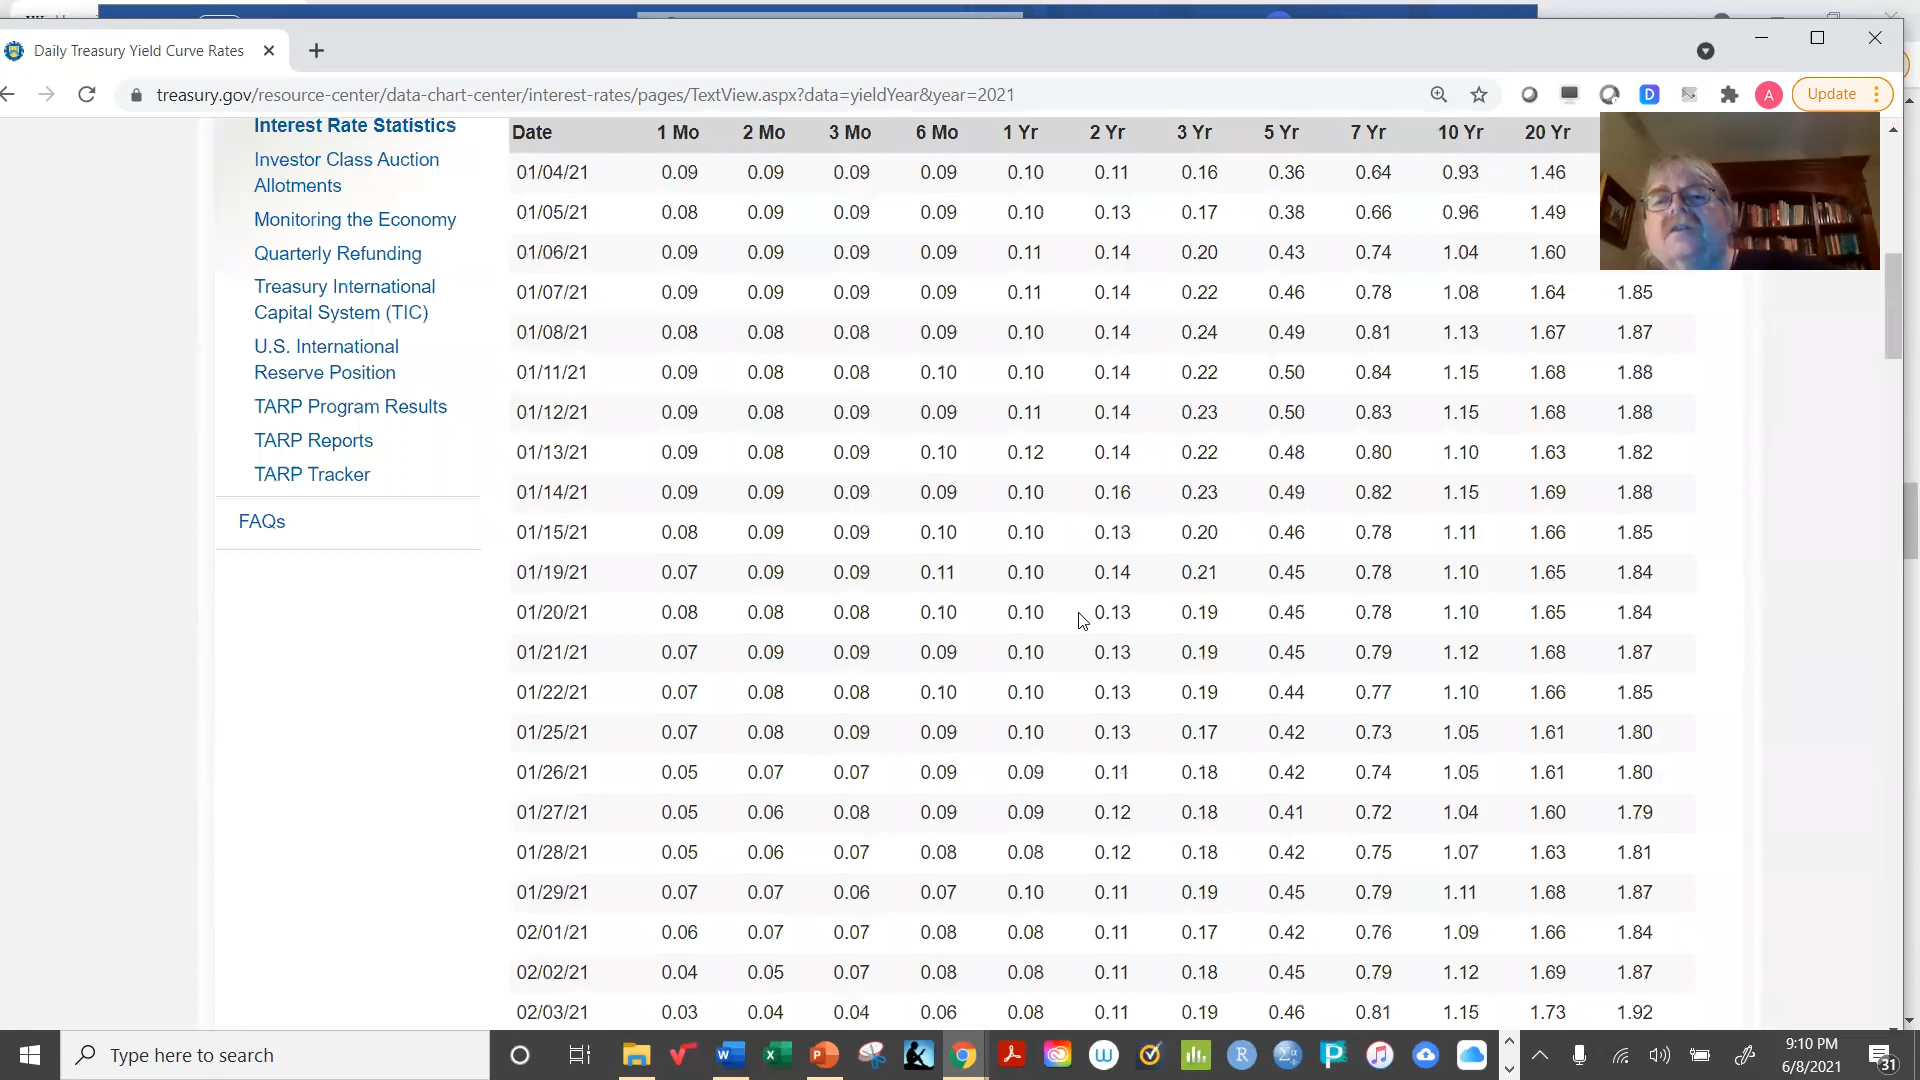 Daily Treasury Yield Curve Rates
treasury.gov/resource-center/data-chart-center/interest-rates/pages/TextView.aspx?data=yieldYear&year=2021
D
A
Update
Interest Rate Statistics
Investor Class Auction
Allotments
Monitoring the Economy
Quarterly Refunding
Treasury International
Capital System (TIC)
U.S. International
Reserve Position
TARP Program Results
TARP Reports
TARP Tracker
FAQs
Date 1 Mo 2 Mo 3 Mo 6 Mo 1 Yr 2 Yr 3 Yr 5 Yr 7 Yr 10 Yr 20 Yr
01/04/21 0.09 0.09 0.09 0.09 0.10 0.11 0.16 0.36 0.64 0.93 1.46
01/05/21 0.08 0.09 0.09 0.09 0.10 0.13 0.17 0.38 0.66 0.96 1.49
01/06/21 0.09 0.09 0.09 0.09 0.11 0.14 0.20 0.43 0.74 1.04 1.60
01/07/21 0.09 0.09 0.09 0.09 0.11 0.14 0.22 0.46 0.78 1.08 1.64 1.85
01/08/21 0.08 0.08 0.08 0.09 0.10 0.14 0.24 0.49 0.81 1.13 1.67 1.87
01/11/21 0.09 0.08 0.08 0.10 0.10 0.14 0.22 0.50 0.84 1.15 1.68 1.88
01/12/21 0.09 0.08 0.09 0.09 0.11 0.14 0.23 0.50 0.83 1.15 1.68 1.88
01/13/21 0.09 0.08 0.09 0.10 0.12 0.14 0.22 0.48 0.80 1.10 1.63 1.82
01/14/21 0.09 0.09 0.09 0.09 0.10 0.16 0.23 0.49 0.82 1.15 1.69 1.88
01/15/21 0.08 0.09 0.09 0.10 0.10 0.13 0.20 0.46 0.78 1.11 1.66 1.85
01/19/21 0.07 0.09 0.09 0.11 0.10 0.14 0.21 0.45 0.78 1.10 1.65 1.84
01/20/21 0.08 0.08 0.08 0.10 0.10 0.13 0.19 0.45 0.78 1.10 1.65 1.84
01/21/21 0.07 0.09 0.09 0.09 0.10 0.13 0.19 0.45 0.79 1.12 1.68 1.87
01/22/21 0.07 0.08 0.08 0.10 0.10 0.13 0.19 0.44 0.77 1.10 1.66 1.85
01/25/21 0.07 0.08 0.09 0.09 0.10 0.13 0.17 0.42 0.73 1.05 1.61 1.80
01/26/21 0.05 0.07 0.07 0.09 0.09 0.11 0.18 0.42 0.74 1.05 1.61 1.80
01/27/21 0.05 0.06 0.08 0.09 0.09 0.12 0.18 0.41 0.72 1.04 1.60 1.79
01/28/21 0.05 0.06 0.07 0.08 0.08 0.12 0.18 0.42 0.75 1.07 1.63 1.81
01/29/21 0.07 0.07 0.06 0.07 0.10 0.11 0.19 0.45 0.79 1.11 1.68 1.87
02/01/21 0.06 0.07 0.07 0.08 0.08 0.11 0.17 0.42 0.76 1.09 1.66 1.84
02/02/21 0.04 0.05 0.07 0.08 0.08 0.11 0.18 0.45 0.79 1.12 1.69 1.87
02/03/21 0.03 0.04 0.04 0.06 0.08 0.11 0.19 0.46 0.81 1.15 1.73 1.92
Type here to search
9:10 PM
6/8/2021
31